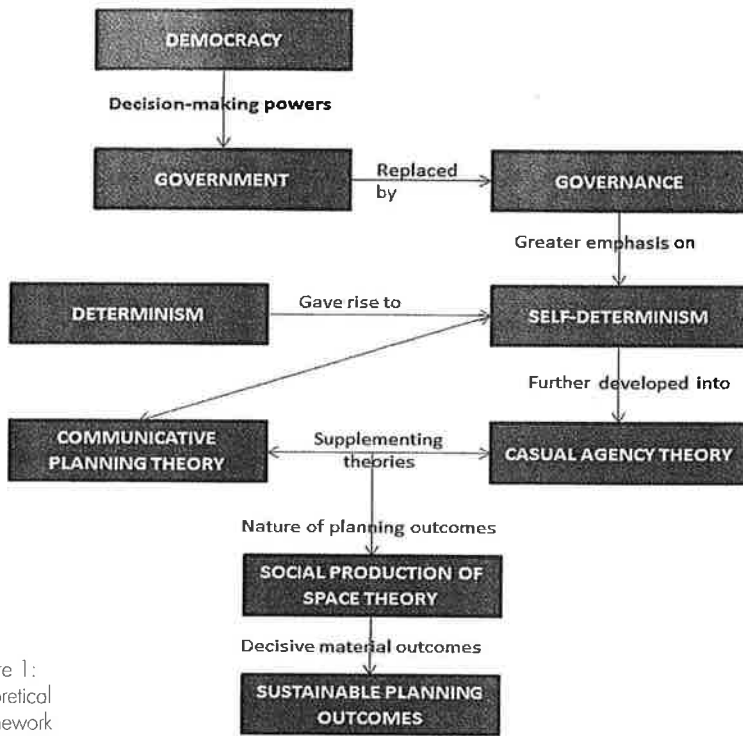 DEMOCRACY
Decision-making powers
GOVERNMENT
Replaced
by
GOVERNANCE
Greater emphasis on
DETERMINISM
Gave rise to
SELF-DETERMINISM
Further developed into
COMMUNICATIVE
PLANNING THEORY
Supplementing
theories
CASUAL AGENCY THEORY
Nature of planning outcomes
SOCIAL PRODUCTION OF
SPACE THEORY
Decisive material outcomes
SUSTAINABLE PLANNING
OUTCOMES
re 1:
oretical
nework